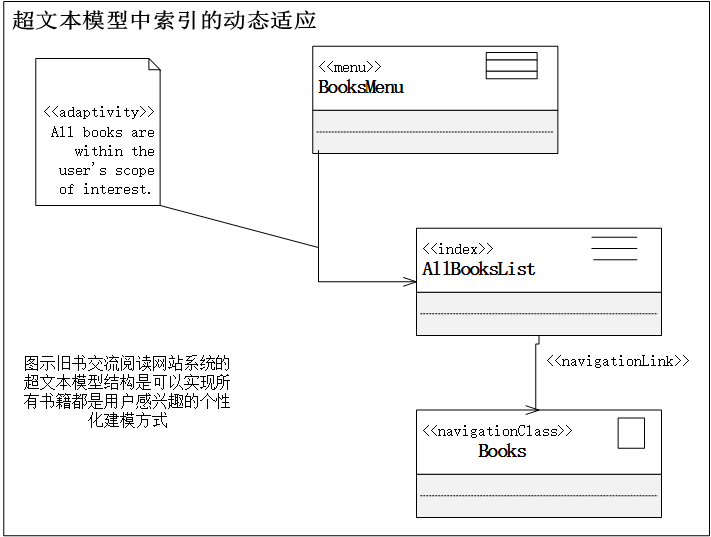 超文本模型中索引的动态适应
<<menu>>
BooksMenu
<<adaptivity>>
All books are
within the
user's scope
of interest.
<<index>>
AllBooksList
<<navigationLink>>
图示旧书交流阅读网站系统的
超文本模型结构是可以实现所
有书籍都是用户感兴趣的个性
化建模方式
<<navigationClass>>
Books